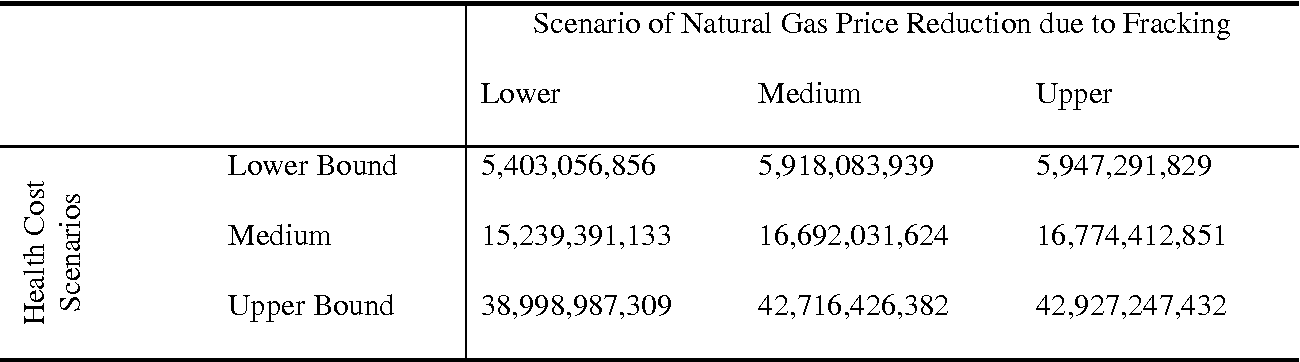 Scenario of Natural Gas Price Reduction due to Fracking
Lower Medium Upper
Health Cost
Scenarios
Lower Bound 5,403,056,856 5,918,083,939 5,947,291,829
Medium 15,239,391,133 16,692,031,624 16,774,412,851
Upper Bound 38,998,987,309 42,716,426,382 42,927,247,432